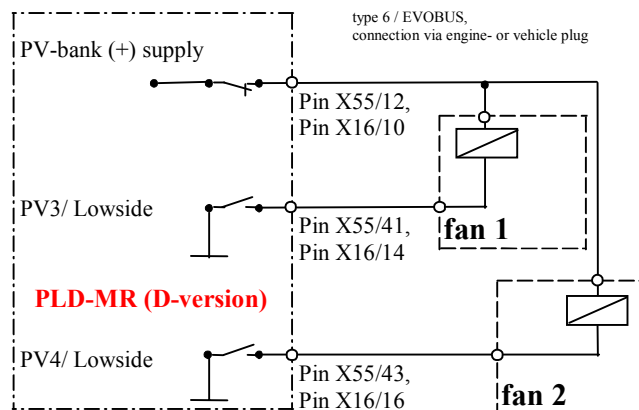 type 6 / EVOBUS,
connection via engine- or vehicle plug
PV-bank (+) supply
Pin X55/12,
Pin X16/10
PV3/ Lowside
fan 1
Pin X55/41,
Pin X16/14
PLD-MR (D-version)
PV4/ Lowside
Pin X55/43,
Pin X16/16
fan 2